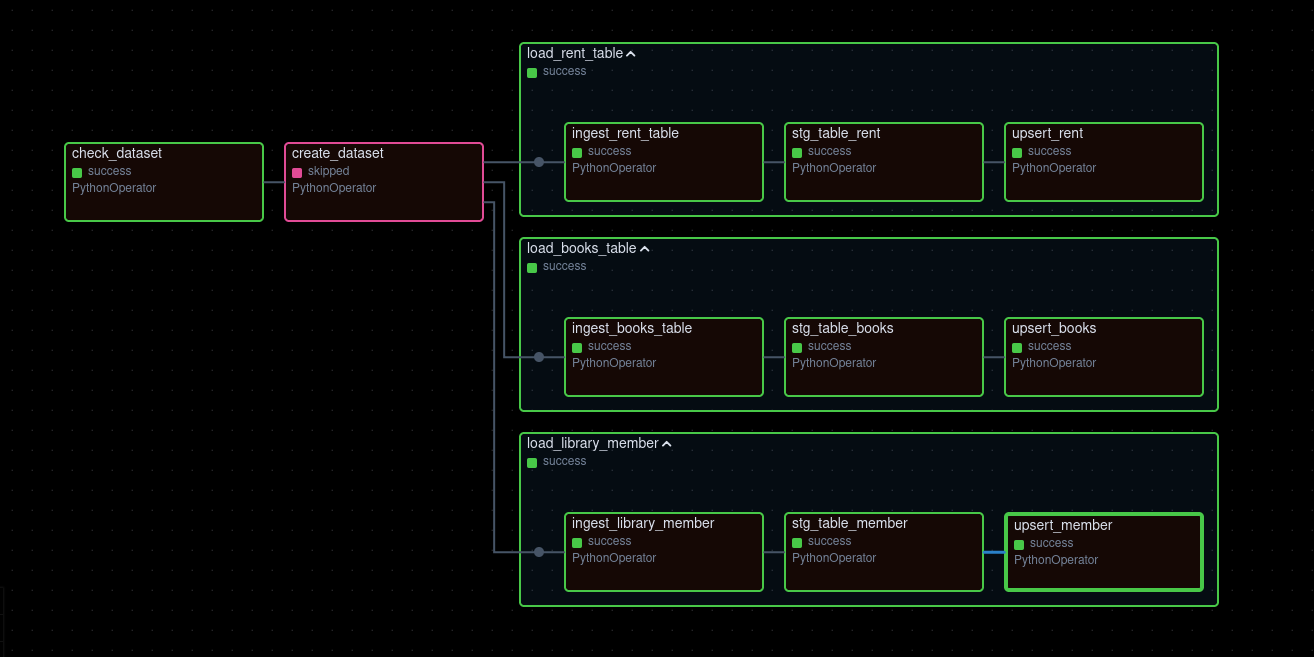 check_dataset
success
PythonOperator
create_dataset
skipped
PythonOperator
load_rent_table
success
ingest_rent_table
success
PythonOperator
stg_table_rent
success
PythonOperator
upsert_rent
success
PythonOperator
load_books_table
success
ingest_books_table
success
PythonOperator
stg_table_books
success
PythonOperator
upsert_books
success
PythonOperator
load_library_member
success
ingest_library_member
success
PythonOperator
stg_table_member
success
PythonOperator
upsert_member
success
PythonOperator